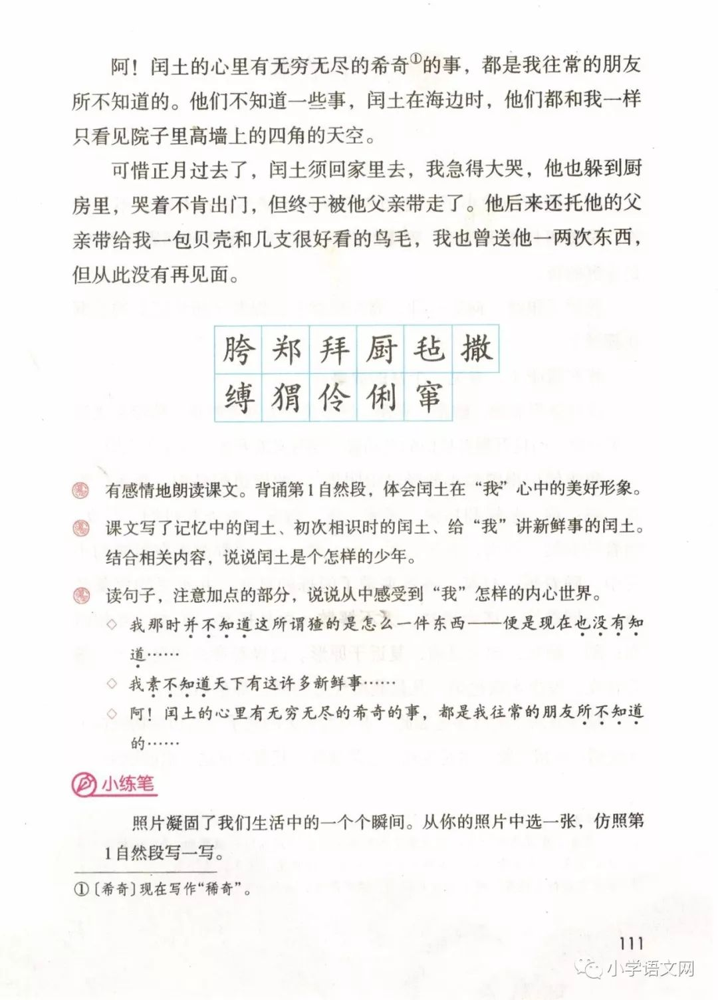 阿！闰土的心里有无穷无尽的希奇①的事，都是我往常的朋友
所不知道的。他们不知道一些事，闰土在海边时，他们都和我一样
只看见院子里高墙上的四角的天空。
可惜正月过去了，闰土须回家里去，我急得大哭，他也躲到厨
房里，哭着不肯出门，但终于被他父亲带走了。他后来还托他的父
亲带给我一包贝壳和几支很好看的鸟毛，我也曾送他一两次东西，
但从此没有再见面。
胯郑拜厨毡撒
缚猬伶俐窜
有感情地朗读课文。背诵第1自然段，体会闰土在“我”心中的美好形象。
课文写了记忆中的闰土、初次相识时的闰土、给“我”讲新鲜事的闰土。
结合相关内容，说说闰土是个怎样的少年。
读句子，注意加点的部分，说说从中感受到“我”怎样的内心世界。
◇ 我那时并不知道这所谓猹的是怎么一件东西——便是现在也没有知
道……
◇ 我素不知道天下有这许多新鲜事……
◇ 阿！闰土的心里有无穷无尽的希奇的事，都是我往常的朋友所不知道
的……
小练笔
照片凝固了我们生活中的一个个瞬间。从你的照片中选一张，仿照第
1自然段写一写。
①〔希奇〕现在写作“稀奇”。
111
小学语文网